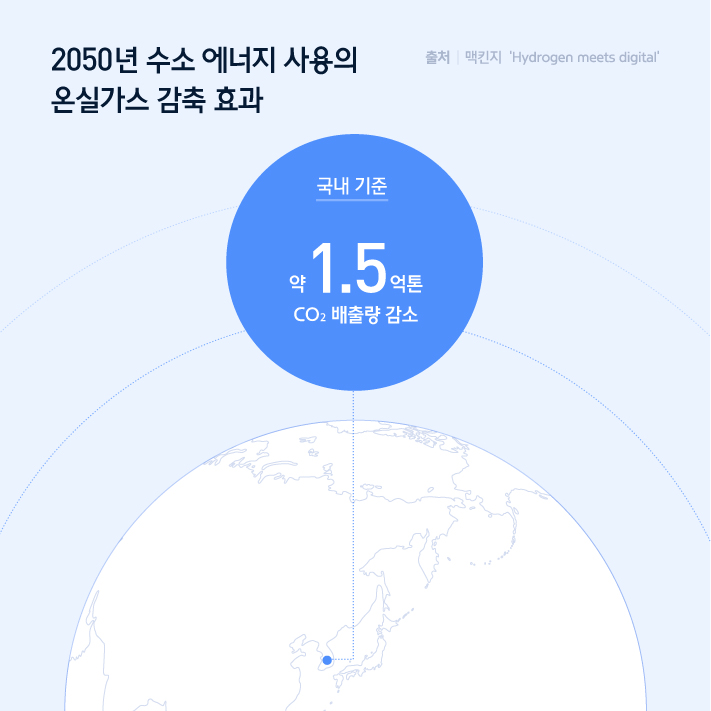 2050년 수소 에너지 사용의
온실가스 감축 효과
출처 | 맥킨지 'Hydrogen meets digital'
국내 기준
약 1.5억톤
CO₂ 배출량 감소